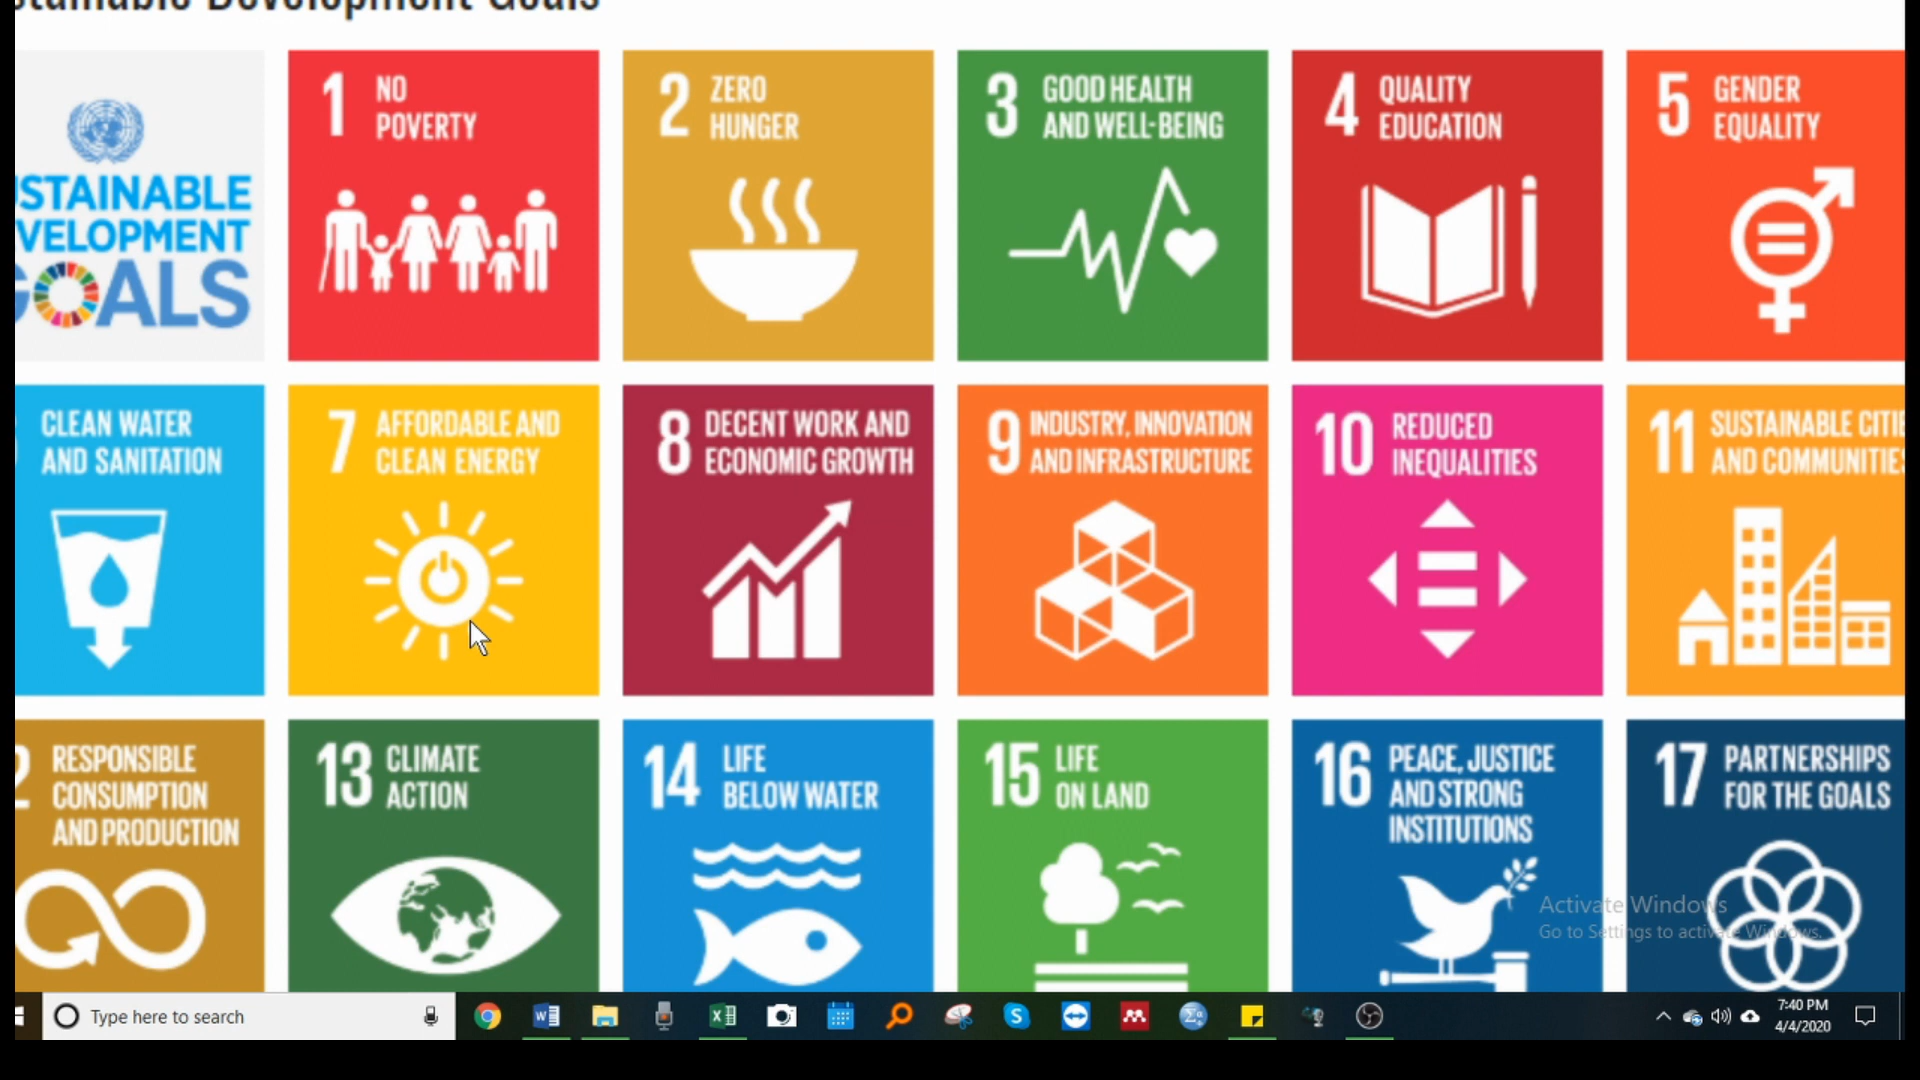 stainable Development Goals
USTAINABLE
VELOPMENT
GOALS
1 NO
POVERTY
2 ZERO
HUNGER
3 GOOD HEALTH
AND WELL-BEING
4 QUALITY
EDUCATION
5 GENDER
EQUALITY
CLEAN WATER
AND SANITATION
7 AFFORDABLE AND
CLEAN ENERGY
8 DECENT WORK AND
ECONOMIC GROWTH
9 INDUSTRY, INNOVATION
AND INFRASTRUCTURE
10 REDUCED
INEQUALITIES
11 SUSTAINABLE CITIE
AND COMMUNITIES
2 RESPONSIBLE
CONSUMPTION
AND PRODUCTION
13 CLIMATE
ACTION
14 LIFE
BELOW WATER
15 LIFE
ON LAND
16 PEACE, JUSTICE
AND STRONG
INSTITUTIONS
17 PARTNERSHIPS
FOR THE GOALS
Activate Windows
Go to Settings to activate Windows.
Type here to search
7:40 PM
4/4/2020